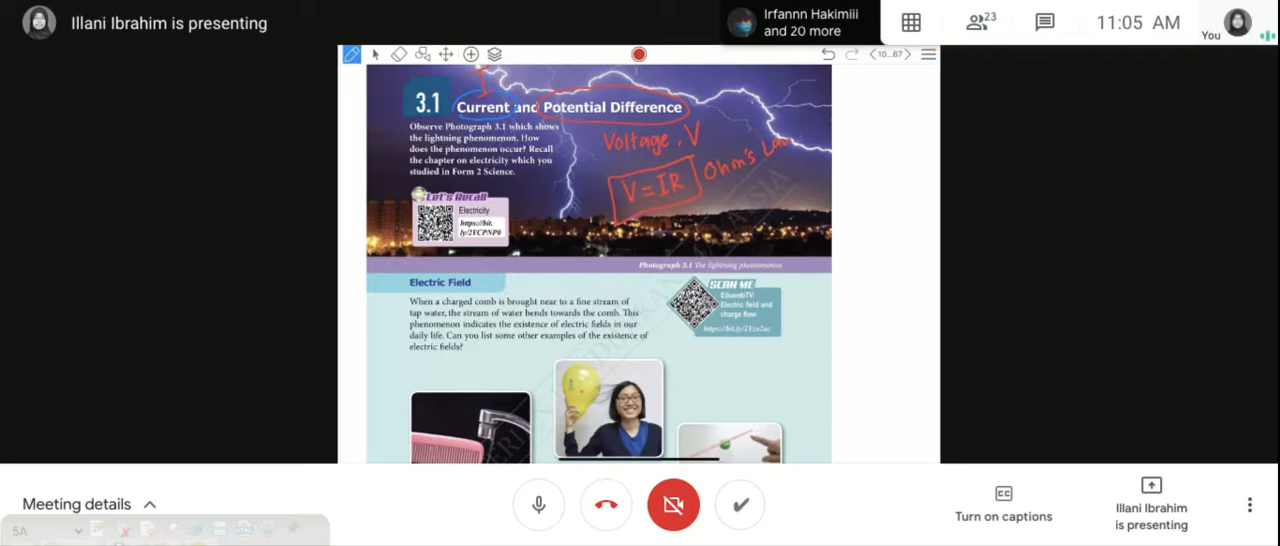 Illani Ibrahim is presenting
Irfannn Hakimiii
and 20 more
23
11:05 AM
You
10...67
I
3.1 Current and Potential Difference
Observe Photograph 3.1 which shows
the lightning phenomenon. How
does the phenomenon occur? Recall
the chapter on electricity which you
studied in Form 2 Science.
Voltage, V
V = IR Ohm's Law
Let's Recall
Electricity
https://bit.
ly/2YCPNP0
Photograph 3.1 The lightning phenomenon
Electric Field
When a charged comb is brought near to a fine stream of
tap water, the stream of water bends towards the comb. This
phenomenon indicates the existence of electric fields in our
daily life. Can you list some other examples of the existence of
electric fields?
SCAN ME
EduwebTV:
Electric field and
charge flow
Meeting details
CC
Turn on captions
Illani Ibrahim
is presenting
5A